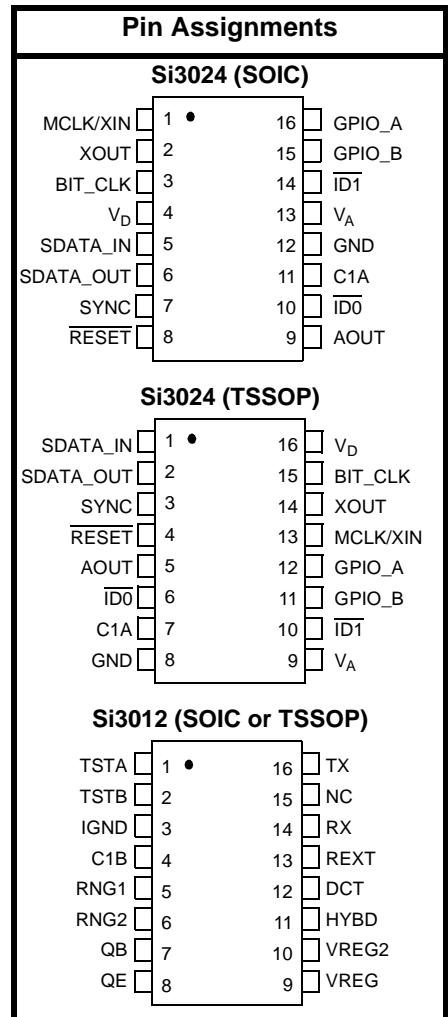 Pin Assignments
Si3024 (SOIC)
MCLK/XIN 1 16 GPIO_A
XOUT 2 15 GPIO_B
BIT_CLK 3 14 ID1
VD 4 13 VA
SDATA_IN 5 12 GND
SDATA_OUT 6 11 C1A
SYNC 7 10 ID0
RESET 8 9 AOUT
Si3024 (TSSOP)
SDATA_IN 1 16 VD
SDATA_OUT 2 15 BIT_CLK
SYNC 3 14 XOUT
RESET 4 13 MCLK/XIN
AOUT 5 12 GPIO_A
ID0 6 11 GPIO_B
C1A 7 10 ID1
GND 8 9 VA
Si3012 (SOIC or TSSOP)
TSTA 1 16 TX
TSTB 2 15 NC
IGND 3 14 RX
C1B 4 13 REXT
RNG1 5 12 DCT
RNG2 6 11 HYBD
QB 7 10 VREG2
QE 8 9 VREG